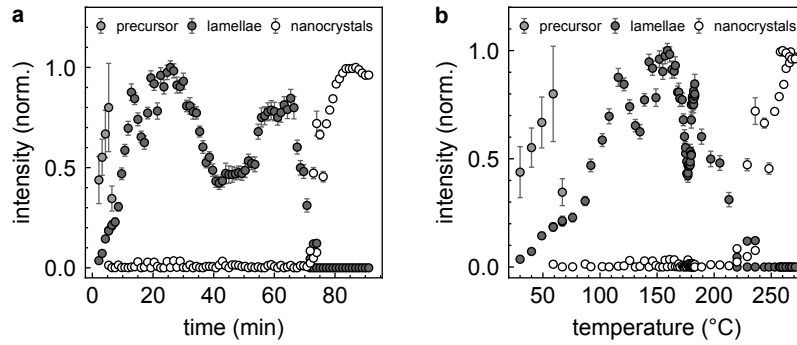 a
precursor lamellae nanocrystals
1.0
0.5
0.0
intensity (norm.)
0 20 40 60 80
time (min)
b
precursor lamellae nanocrystals
1.0
0.5
0.0
intensity (norm.)
50 100 150 200 250
temperature (°C)